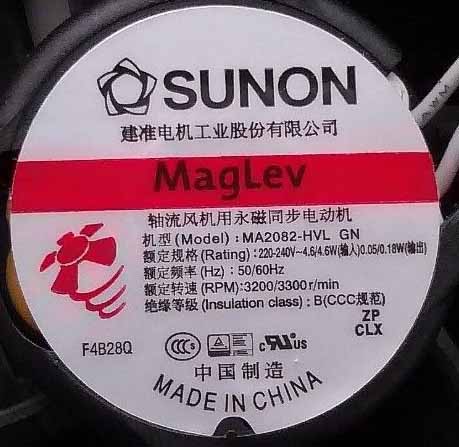 SUNON
建准电机工业股份有限公司
MagLev
轴流风机用永磁同步电动机
机型(Model):MA2082-HVL GN
额定规格(Rating):220-240V~4.6/4.6W(输入)0.05/0.18W(输出)
额定频率(Hz):50/60Hz
额定转速(RPM):3200/3300r/min
绝缘等级(Insulation class):B(CCC规范)
ZP
CLX
F4B28Q
中国制造
MADE IN CHINA
AWM